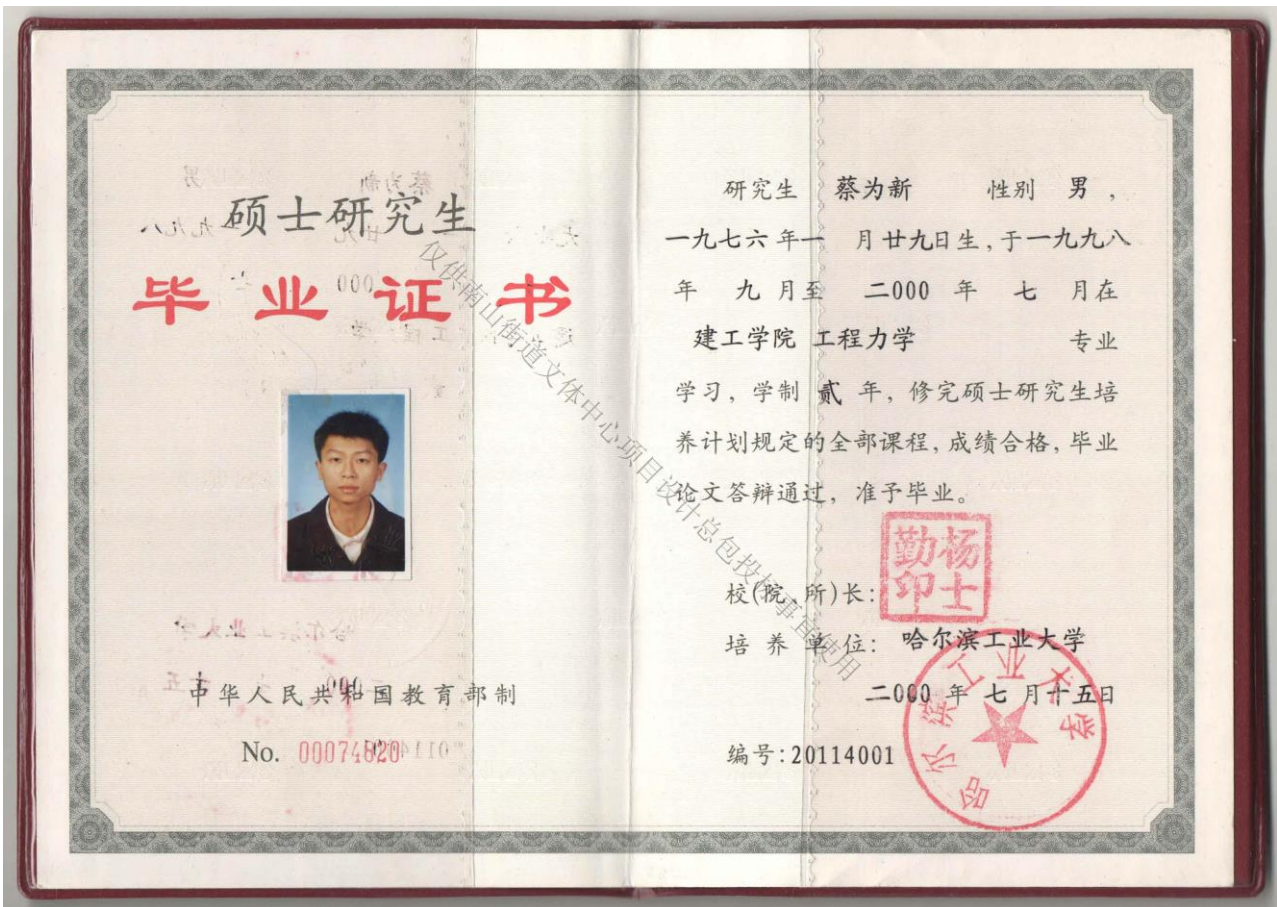 硕士研究生
毕业证书
中华人民共和国教育部制
No. 00074820
研究生 蔡为新 性别 男，
一九七六年一 月廿九日生，于一九九八
年 九 月至 二000 年 七 月在
建工学院 工程力学 专业
学习，学制 贰 年，修完硕士研究生培
养计划规定的全部课程，成绩合格，毕业
论文答辩通过，准予毕业。
校(院、所)长：
杨士勤印
培养单位： 哈尔滨工业大学
二000 年 七 月十五日
编号：20114001
哈尔滨工业大学
仅供南山街道文体中心项目设计总包投标事宜使用